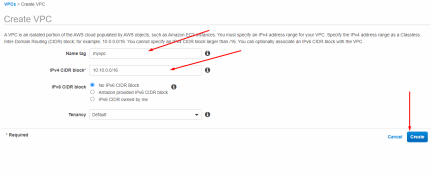 VPCs > Create VPC
Create VPC
A VPC is an isolated portion of the AWS cloud populated by AWS objects, such as Amazon EC2 instances. You must specify an IPv4 address range for your VPC. Specify the IPv4 address range as a Classless
Inter-Domain Routing (CIDR) block; for example, 10.0.0.0/16. You cannot specify an IPv4 CIDR block larger than /16. You can optionally associate an IPv6 CIDR block with the VPC.
Name tag myvpc
IPv4 CIDR block* 10.10.0.0/16
IPv6 CIDR block No IPv6 CIDR Block
Amazon provided IPv6 CIDR block
IPv6 CIDR owned by me
Tenancy Default
* Required Cancel Create